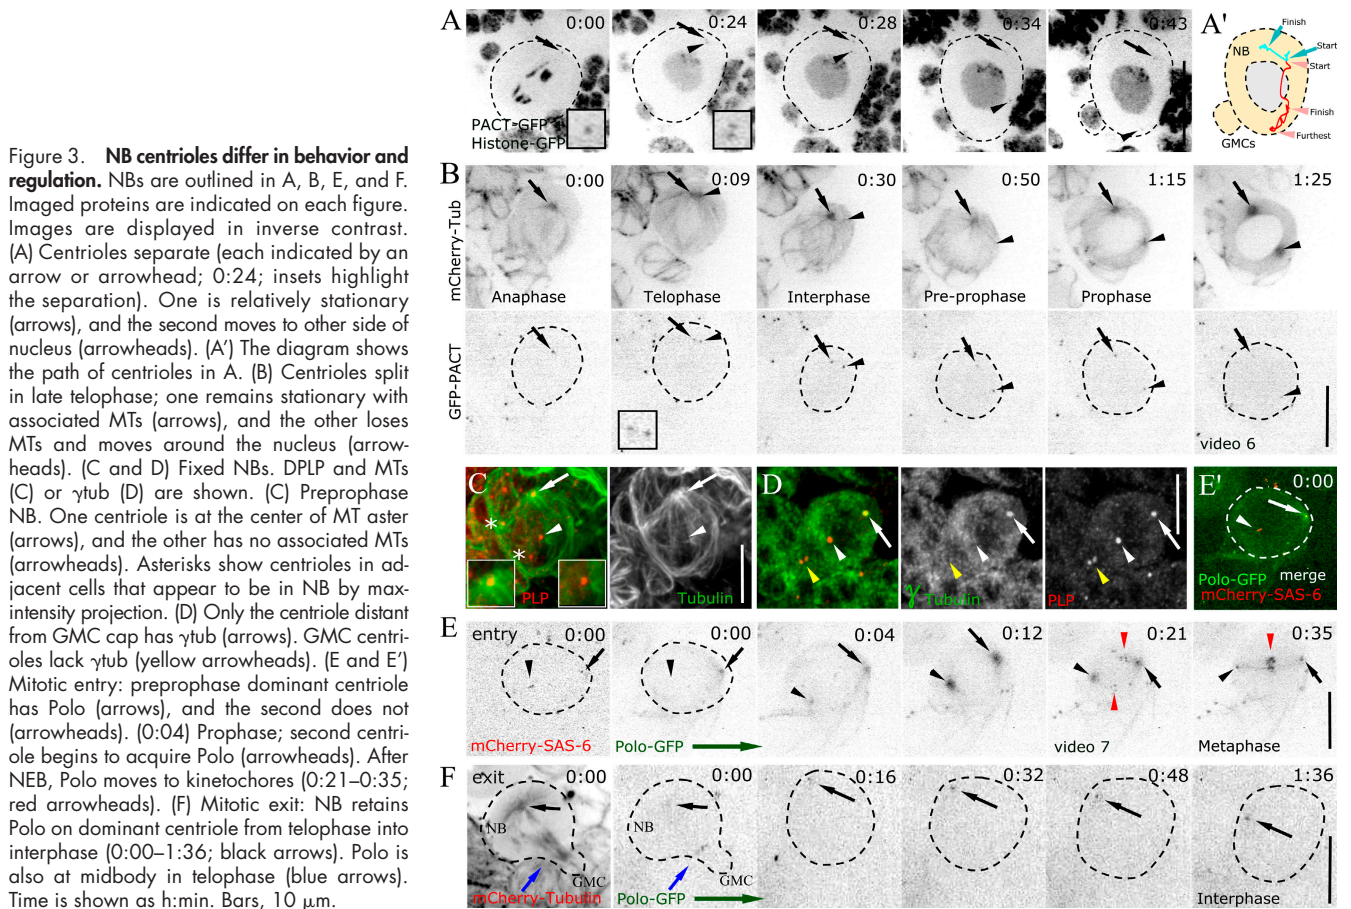 Figure 3. NB centrioles differ in behavior and
regulation. NBs are outlined in A, B, E, and F.
Imaged proteins are indicated on each figure.
Images are displayed in inverse contrast.
(A) Centrioles separate (each indicated by an
arrow or arrowhead; 0:24; insets highlight
the separation). One is relatively stationary
(arrows), and the second moves to other side of
nucleus (arrowheads). (A′) The diagram shows
the path of centrioles in A. (B) Centrioles split
in late telophase; one remains stationary with
associated MTs (arrows), and the other loses
MTs and moves around the nucleus (arrow-
heads). (C and D) Fixed NBs. DPLP and MTs
(C) or γtub (D) are shown. (C) Preprophase
NB. One centriole is at the center of MT aster
(arrows), and the other has no associated MTs
(arrowheads). Asterisks show centrioles in ad-
jacent cells that appear to be in NB by max-
intensity projection. (D) Only the centriole distant
from GMC cap has γtub (arrows). GMC centri-
oles lack γtub (yellow arrowheads). (E and E′)
Mitotic entry: preprophase dominant centriole
has Polo (arrows), and the second does not
(arrowheads). (0:04) Prophase; second centri-
ole begins to acquire Polo (arrowheads). After
NEB, Polo moves to kinetochores (0:21–0:35;
red arrowheads). (F) Mitotic exit: NB retains
Polo on dominant centriole from telophase into
interphase (0:00–1:36; black arrows). Polo is
also at midbody in telophase (blue arrows).
Time is shown as h:min. Bars, 10 μm.
A 0:00 0:24 0:28 0:34 0:43 A'
PACT-GFP
Histone-GFP
Finish
NB
Start
Start
Finish
Furthest
GMCs
B 0:00 0:09 0:30 0:50 1:15 1:25
mCherry-Tub
Anaphase Telophase Interphase Pre-prophase Prophase
GFP-PACT
video 6
C D E' 0:00
* *
PLP Tubulin γ Tubulin PLP
Polo-GFP merge
mCherry-SAS-6
E entry 0:00 0:00 0:04 0:12 0:21 0:35
mCherry-SAS-6 Polo-GFP video 7 Metaphase
F exit 0:00 0:00 0:16 0:32 0:48 1:36
NB NB
GMC GMC
mCherry-Tubulin Polo-GFP Interphase